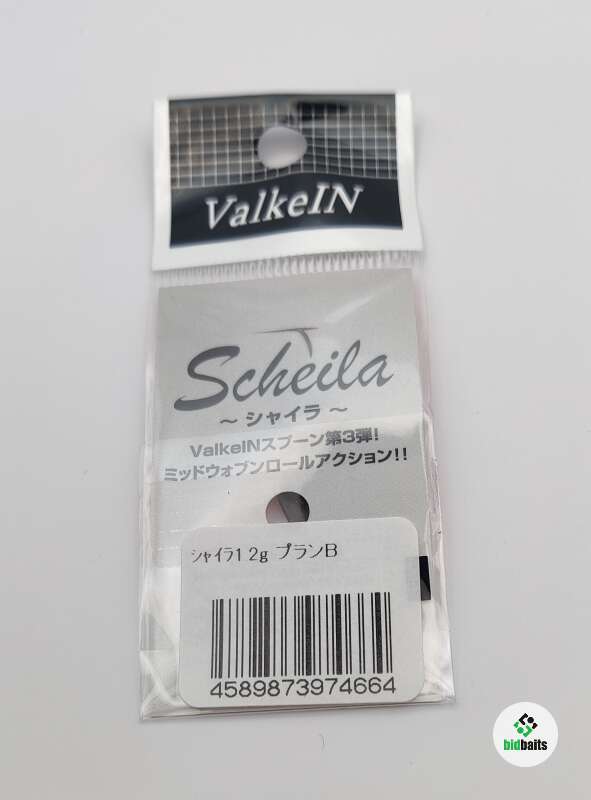 ValkeIN
Scheila
～シャイラ～
ValkeINスプーン第3弾!
ミッドウォブンロールアクション!!
シャイラ1 2g プランB
4589873974664
bidbaits